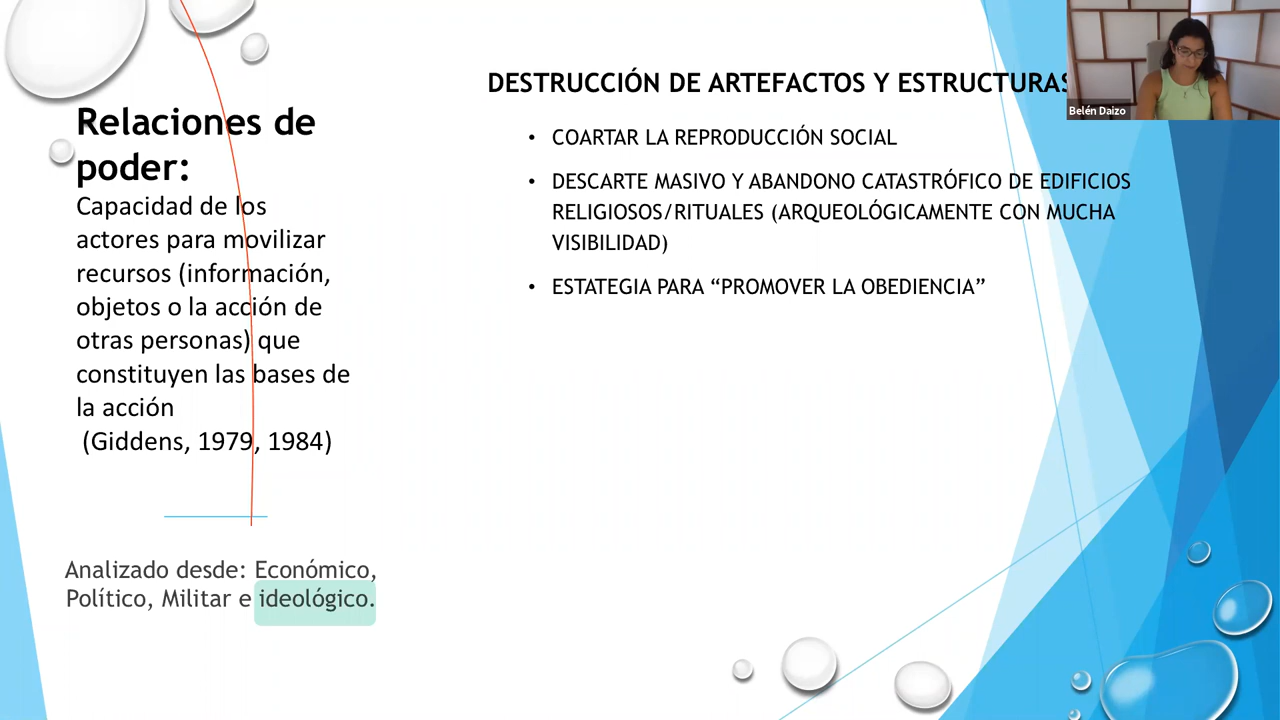 Relaciones de
poder:
Capacidad de los
actores para movilizar
recursos (información,
objetos o la acción de
otras personas) que
constituyen las bases de
la acción
(Giddens, 1979, 1984)
Analizado desde: Económico,
Político, Militar e ideológico.
DESTRUCCIÓN DE ARTEFACTOS Y ESTRUCTURAS
• COARTAR LA REPRODUCCIÓN SOCIAL
• DESCARTE MASIVO Y ABANDONO CATASTRÓFICO DE EDIFICIOS
RELIGIOSOS/RITUALES (ARQUEOLÓGICAMENTE CON MUCHA
VISIBILIDAD)
• ESTATEGIA PARA “PROMOVER LA OBEDIENCIA”
Belén Daizo